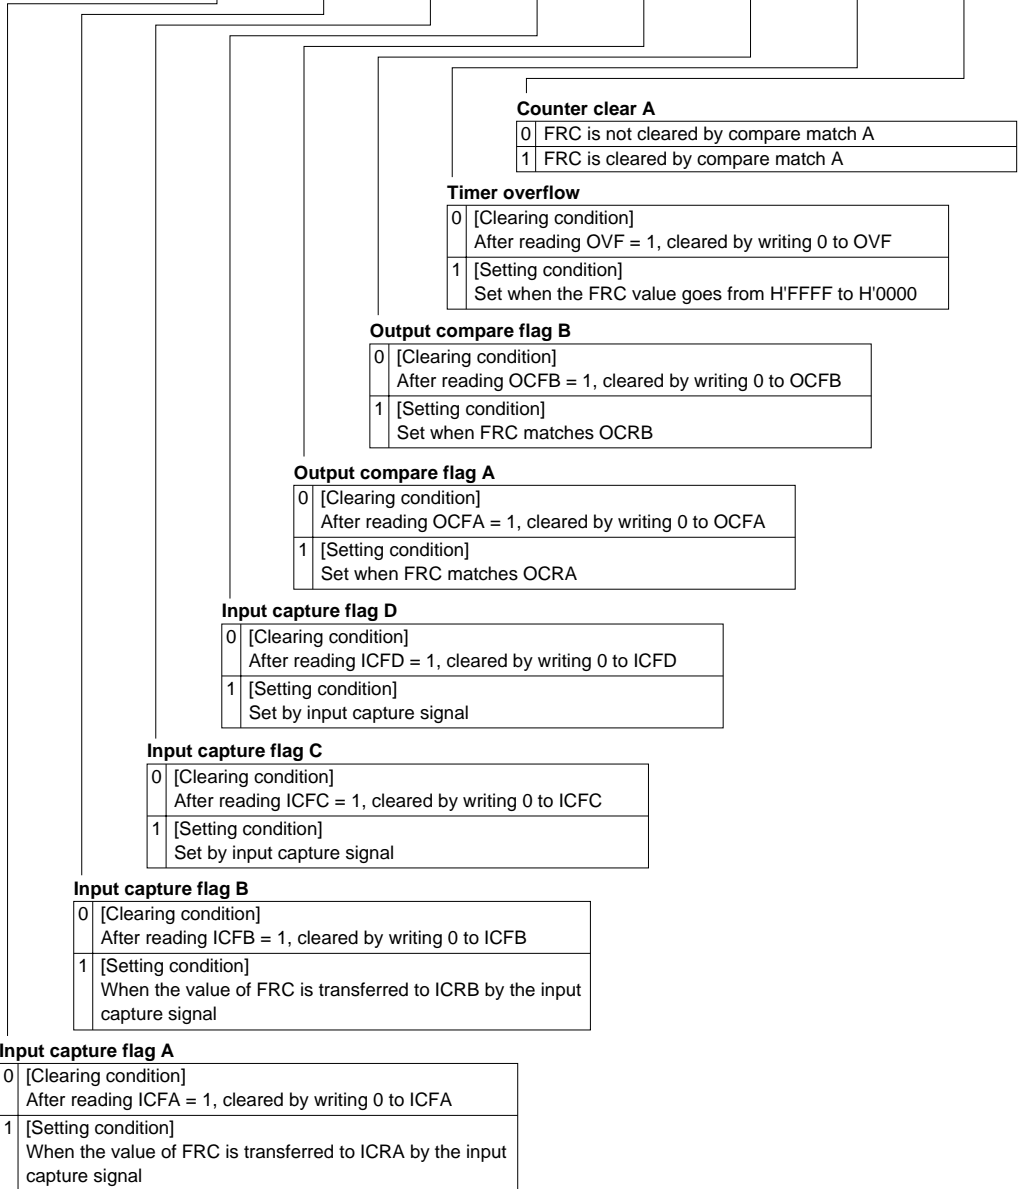 Counter clear A
0 FRC is not cleared by compare match A
1 FRC is cleared by compare match A
Timer overflow
0 [Clearing condition]
After reading OVF = 1, cleared by writing 0 to OVF
1 [Setting condition]
Set when the FRC value goes from H'FFFF to H'0000
Output compare flag B
0 [Clearing condition]
After reading OCFB = 1, cleared by writing 0 to OCFB
1 [Setting condition]
Set when FRC matches OCRB
Output compare flag A
0 [Clearing condition]
After reading OCFA = 1, cleared by writing 0 to OCFA
1 [Setting condition]
Set when FRC matches OCRA
Input capture flag D
0 [Clearing condition]
After reading ICFD = 1, cleared by writing 0 to ICFD
1 [Setting condition]
Set by input capture signal
Input capture flag C
0 [Clearing condition]
After reading ICFC = 1, cleared by writing 0 to ICFC
1 [Setting condition]
Set by input capture signal
Input capture flag B
0 [Clearing condition]
After reading ICFB = 1, cleared by writing 0 to ICFB
1 [Setting condition]
When the value of FRC is transferred to ICRB by the input
capture signal
Input capture flag A
0 [Clearing condition]
After reading ICFA = 1, cleared by writing 0 to ICFA
1 [Setting condition]
When the value of FRC is transferred to ICRA by the input
capture signal